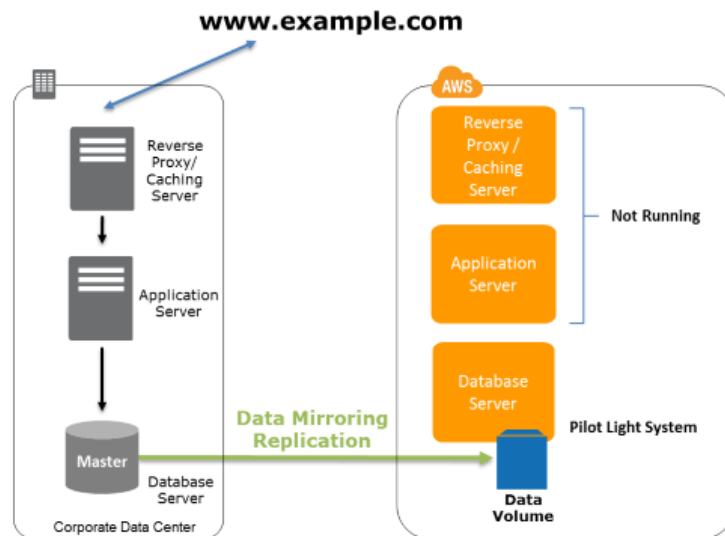 www.example.com
Reverse
Proxy/
Caching
Server
Application
Server
Master
Database
Server
Corporate Data Center
Data Mirroring
Replication
AWS
Reverse
Proxy /
Caching
Server
Application
Server
Not Running
Database
Server
Pilot Light System
Data
Volume